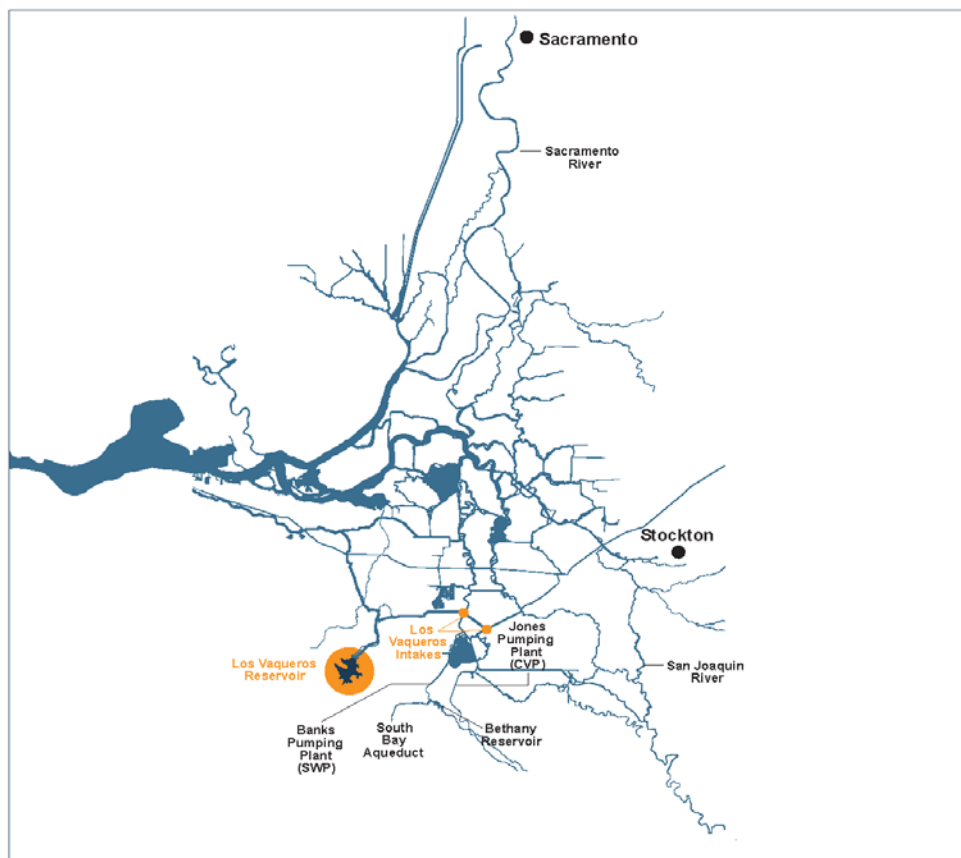 Sacramento
Sacramento
River
Stockton
Los
Vaqueros
Intakes
Jones
Pumping
Plant
(CVP)
Los Vaqueros
Reservoir
San Joaquin
River
Banks
Pumping
Plant
(SWP)
South
Bay
Aqueduct
Bethany
Reservoir